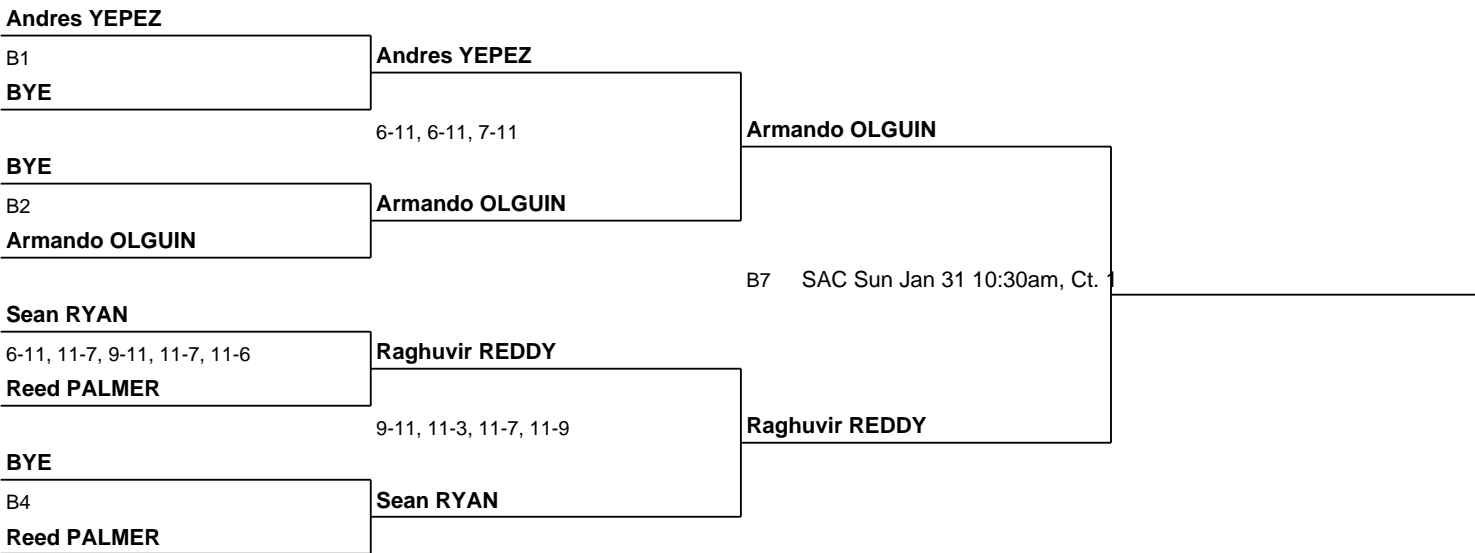 Andres YEPEZ
B1
Andres YEPEZ
BYE
6-11, 6-11, 7-11
Armando OLGUIN
BYE
B2
Armando OLGUIN
Armando OLGUIN
B7 SAC Sun Jan 31 10:30am, Ct. 1
Sean RYAN
6-11, 11-7, 9-11, 11-7, 11-6
Raghuvir REDDY
Reed PALMER
9-11, 11-3, 11-7, 11-9
Raghuvir REDDY
BYE
B4
Sean RYAN
Reed PALMER